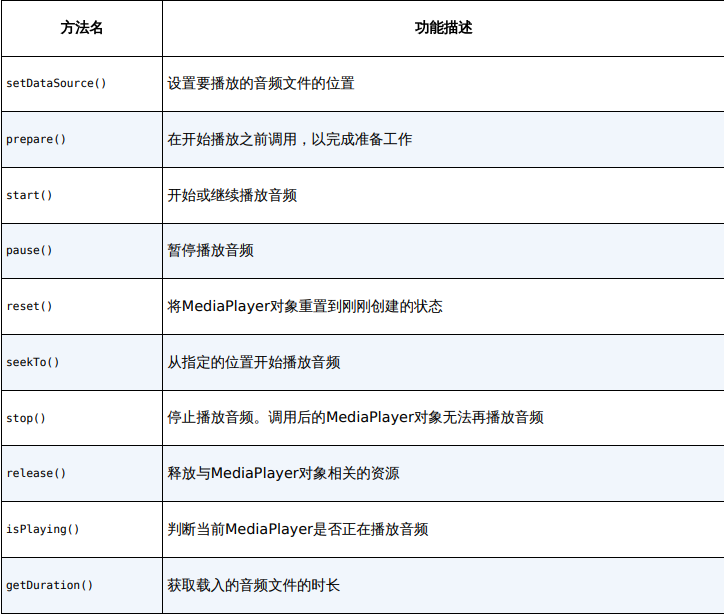 方法名 功能描述
setDataSource() 设置要播放的音频文件的位置
prepare() 在开始播放之前调用，以完成准备工作
start() 开始或继续播放音频
pause() 暂停播放音频
reset() 将MediaPlayer对象重置到刚刚创建的状态
seekTo() 从指定的位置开始播放音频
stop() 停止播放音频。调用后的MediaPlayer对象无法再播放音频
release() 释放与MediaPlayer对象相关的资源
isPlaying() 判断当前MediaPlayer是否正在播放音频
getDuration() 获取载入的音频文件的时长